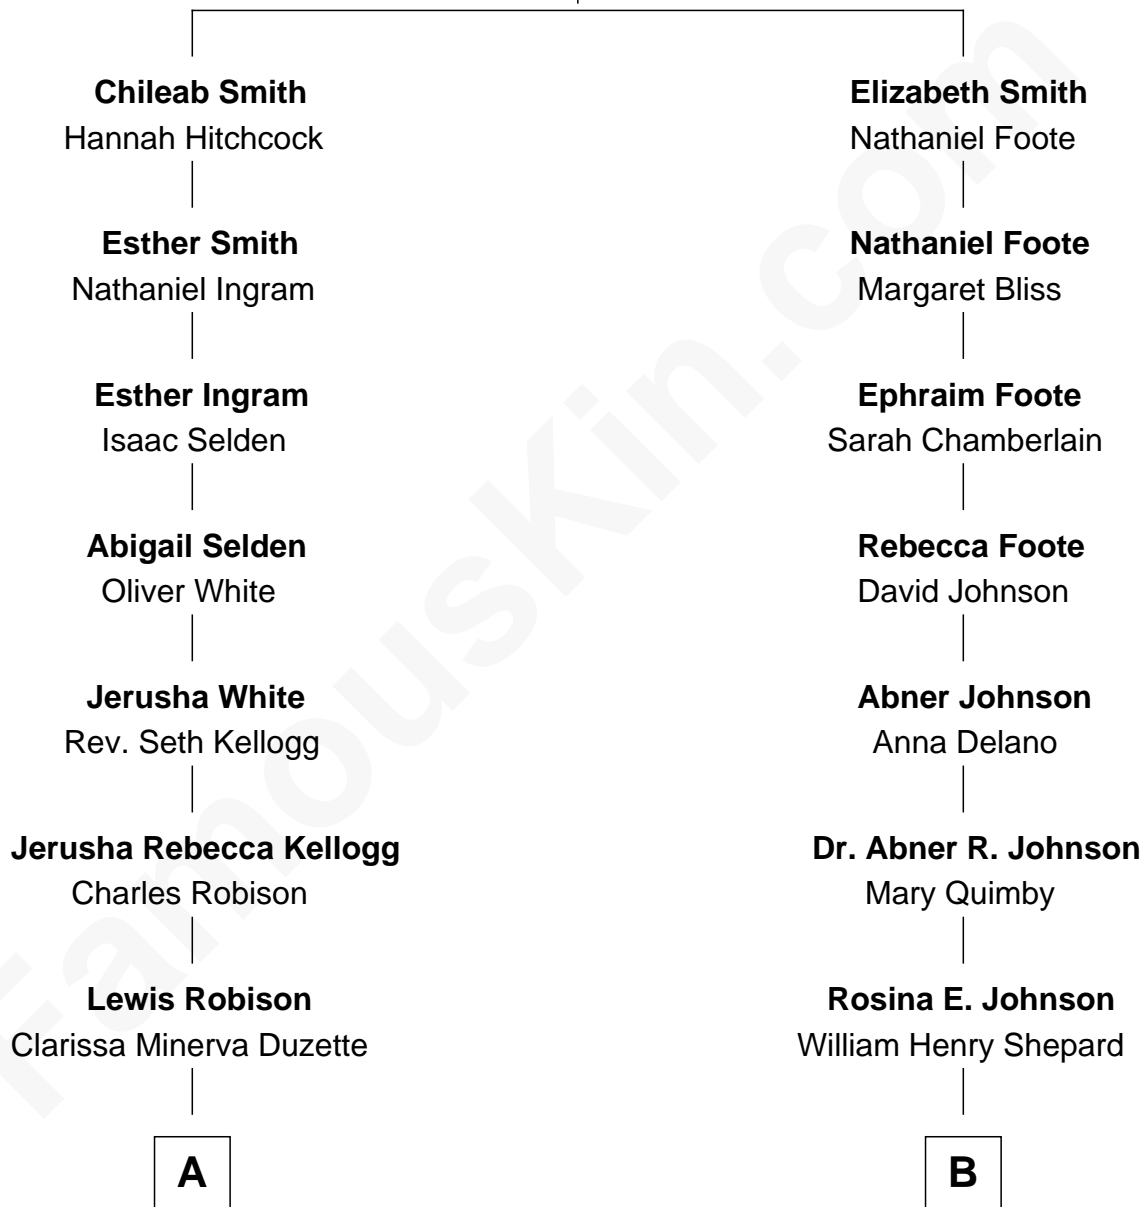 Chileab Smith
Hannah Hitchcock
Elizabeth Smith
Nathaniel Foote
Esther Smith
Nathaniel Ingram
Nathaniel Foote
Margaret Bliss
Esther Ingram
Isaac Selden
Ephraim Foote
Sarah Chamberlain
Abigail Selden
Oliver White
Rebecca Foote
David Johnson
Jerusha White
Rev. Seth Kellogg
Abner Johnson
Anna Delano
Jerusha Rebecca Kellogg
Charles Robison
Dr. Abner R. Johnson
Mary Quimby
Lewis Robison
Clarissa Minerva Duzette
Rosina E. Johnson
William Henry Shepard
A
B
FamousKin.com